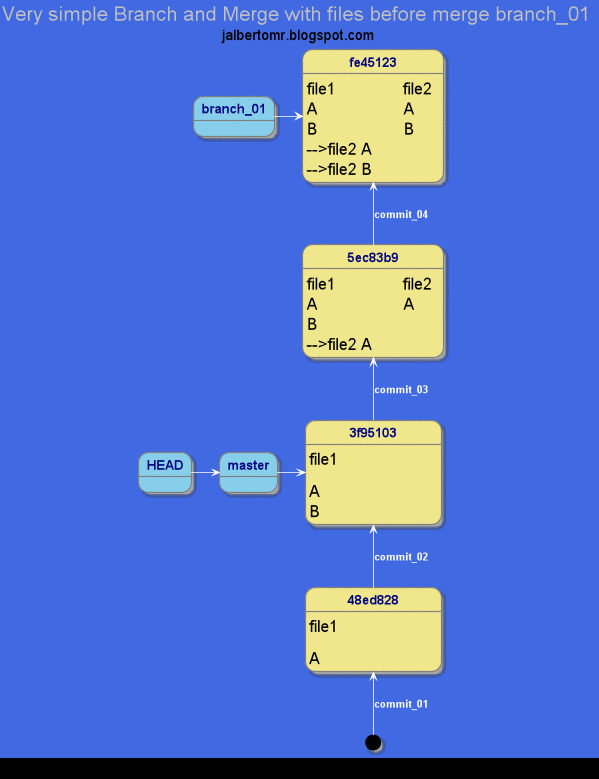 Very simple Branch and Merge with files before merge branch_01
jalbertomr.blogspot.com
fe45123
file1 file2
A A
B B
-->file2 A
-->file2 B
branch_01
commit_04
5ec83b9
file1 file2
A A
B
-->file2 A
commit_03
3f95103
file1
A
B
HEAD
master
commit_02
48ed828
file1
A
commit_01